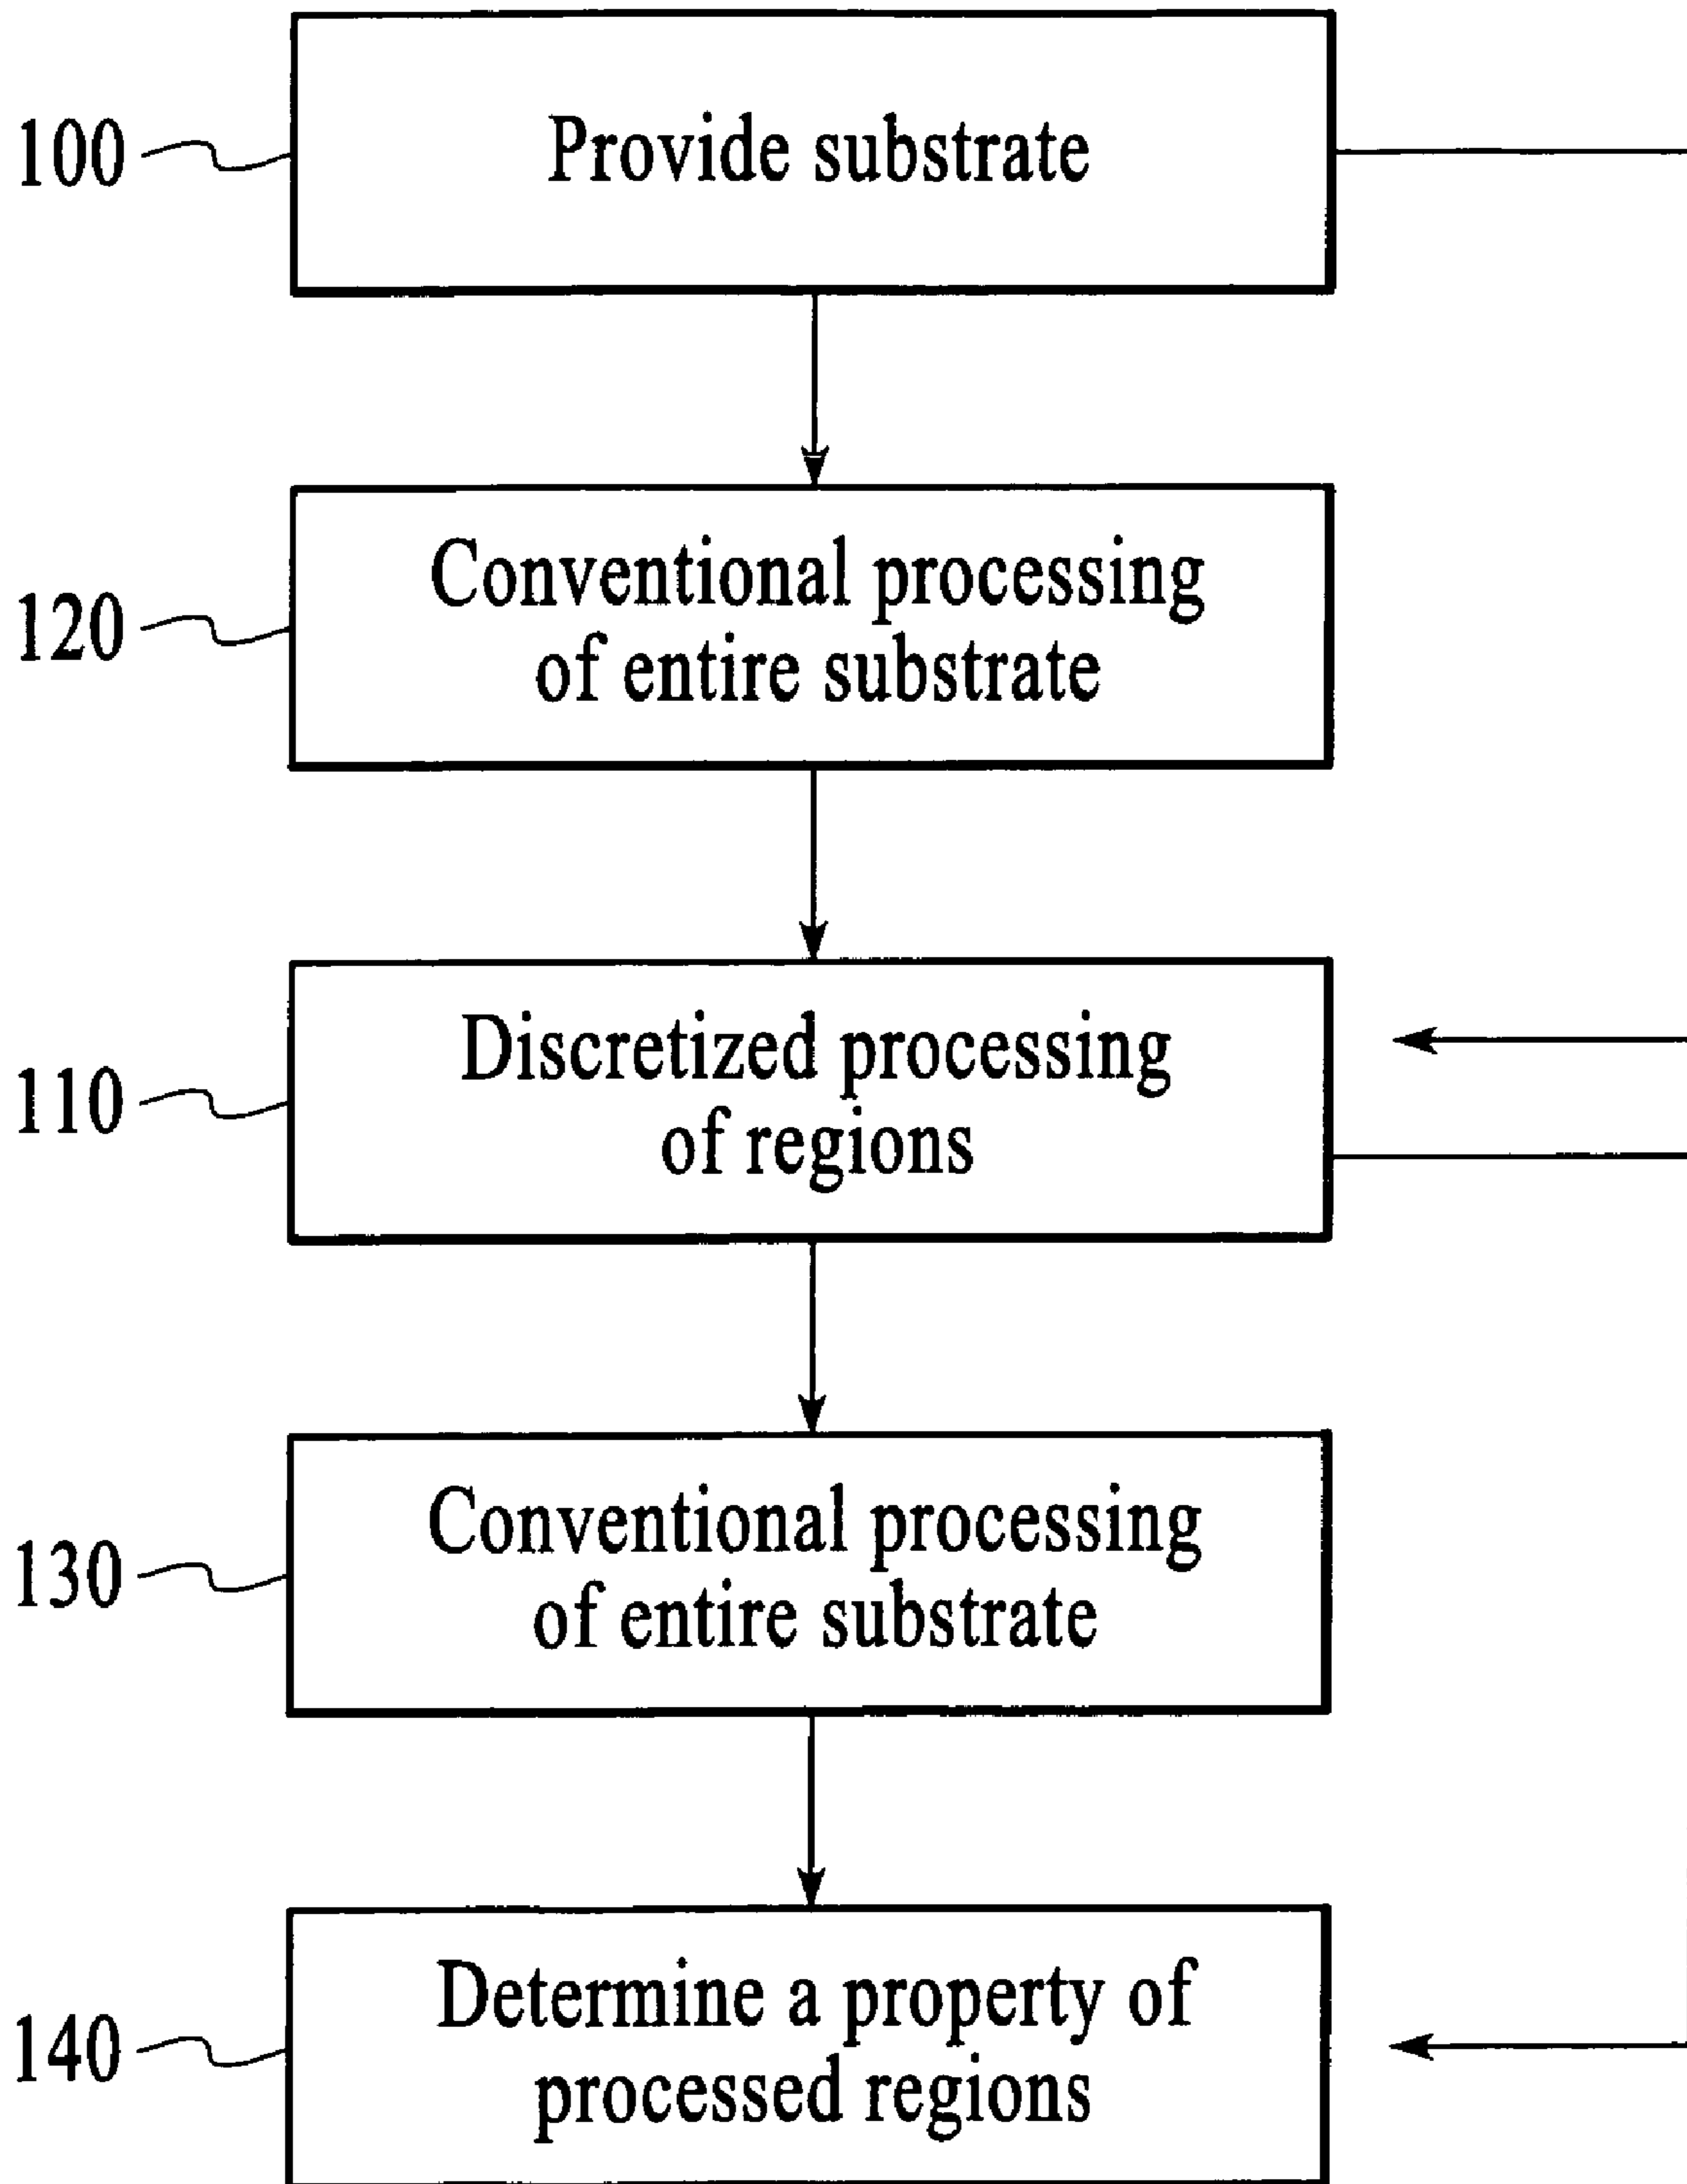 100
Provide substrate
120
Conventional processing
of entire substrate
110
Discretized processing
of regions
130
Conventional processing
of entire substrate
140
Determine a property of
processed regions